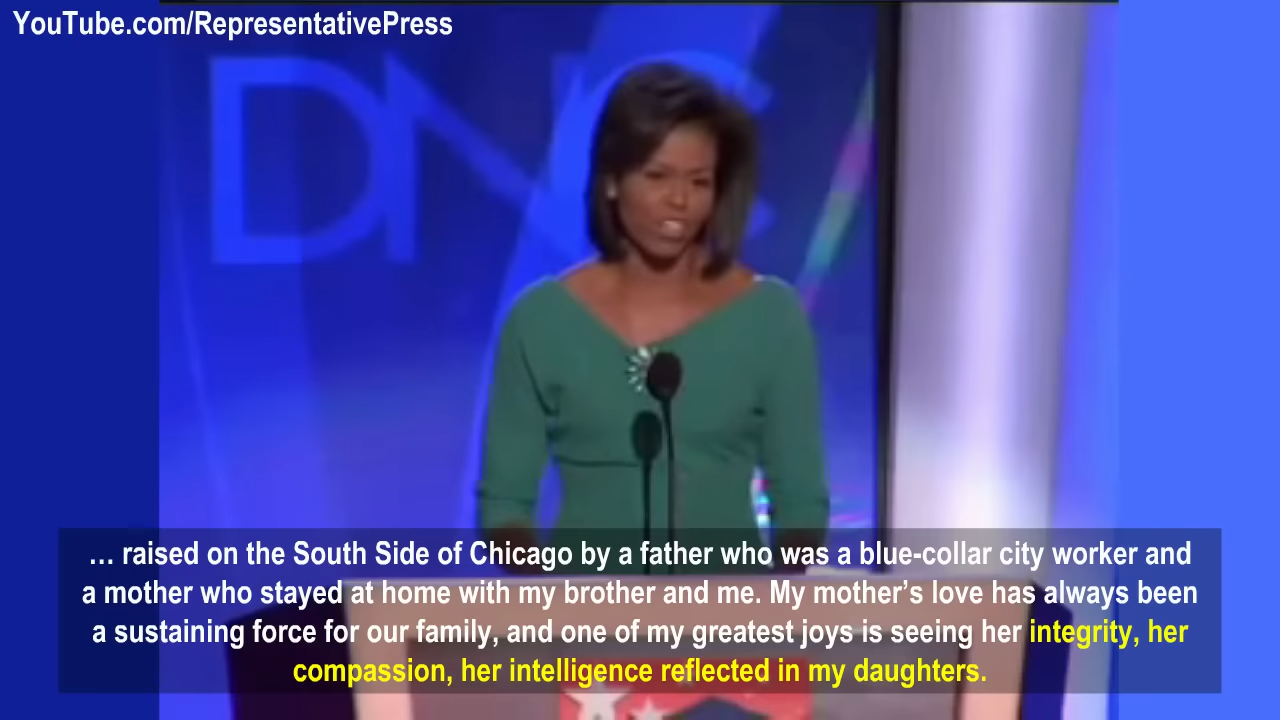 YouTube.com/RepresentativePress
DNC
… raised on the South Side of Chicago by a father who was a blue-collar city worker and
a mother who stayed at home with my brother and me. My mother’s love has always been
a sustaining force for our family, and one of my greatest joys is seeing her integrity, her
compassion, her intelligence reflected in my daughters.